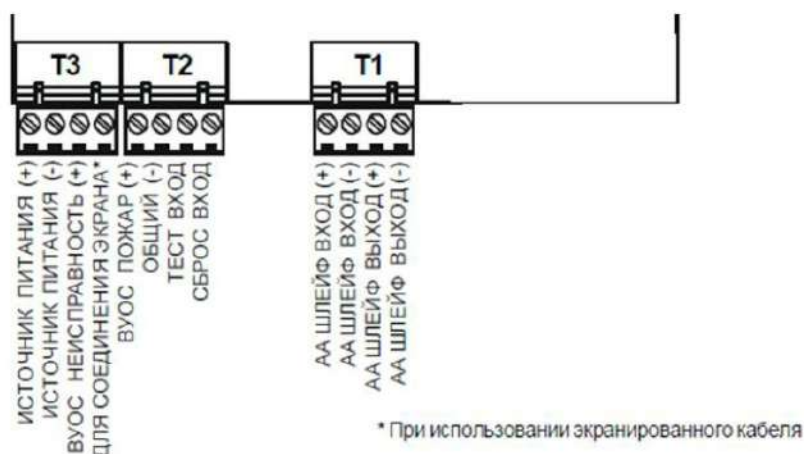 T3
T2
T1
ИСТОЧНИК ПИТАНИЯ (+)
ИСТОЧНИК ПИТАНИЯ (-)
ВУОС НЕИСПРАВНОСТЬ (+)
ДЛЯ СОЕДИНЕНИЯ ЭКРАНА*
ВУОС ПОЖАР (+)
ОБЩИЙ (-)
ТЕСТ ВХОД
СБРОС ВХОД
АА ШЛЕЙФ ВХОД (+)
АА ШЛЕЙФ ВХОД (-)
АА ШЛЕЙФ ВЫХОД (+)
АА ШЛЕЙФ ВЫХОД (-)
* При использовании экранированного кабеля